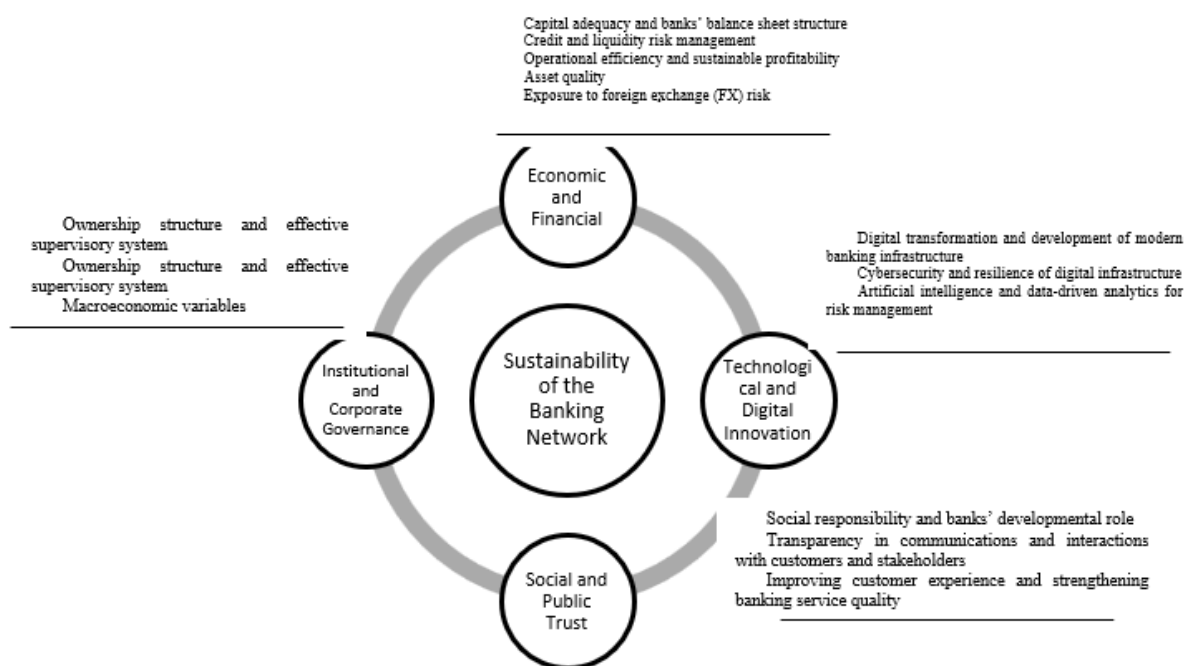 Capital adequacy and banks' balance sheet structure
Credit and liquidity risk management
Operational efficiency and sustainable profitability
Asset quality
Exposure to foreign exchange (FX) risk
Economic
and
Financial
Ownership structure and effective
supervisory system
Ownership structure and effective
supervisory system
Macroeconomic variables
Digital transformation and development of modern
banking infrastructure
Cybersecurity and resilience of digital infrastructure
Artificial intelligence and data-driven analytics for
risk management
Institutional
and
Corporate
Governance
Sustainability
of the
Banking
Network
Technologi
cal and
Digital
Innovation
Social responsibility and banks' developmental role
Transparency in communications and interactions
with customers and stakeholders
Improving customer experience and strengthening
banking service quality
Social and
Public
Trust